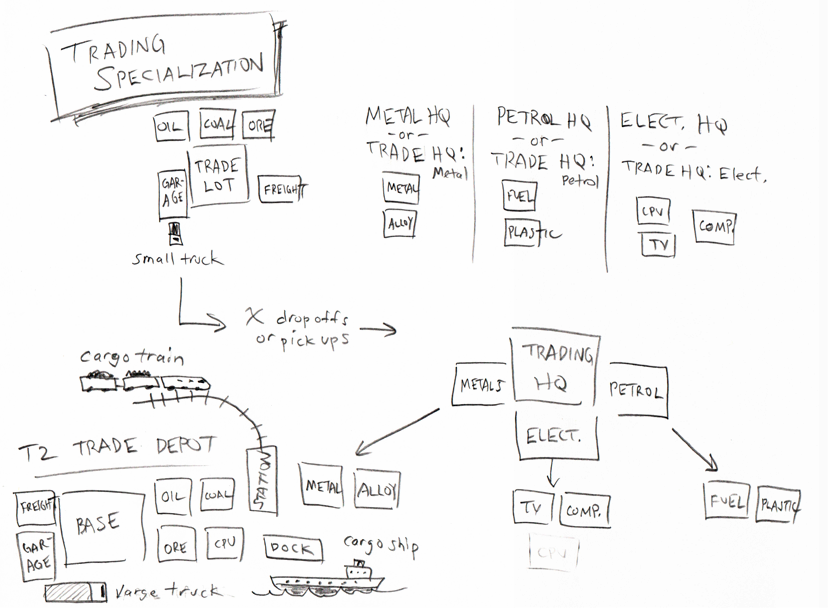 TRADING
SPECIALIZATION
OIL
COAL
ORE
TRADE
LOT
GAR-
AGE
FREIGHT
small truck
METAL HQ
-or-
TRADE HQ:
Metal
METAL
ALLOY
PETROL HQ
-or-
TRADE HQ:
Petrol
FUEL
PLASTIC
ELECT. HQ
-or-
TRADE HQ: Elect.
CPU
TV
COMP.
X dropoffs
or pick ups
cargo train
TRADING
HQ
METALS
PETROL
ELECT.
TV
COMP.
CPU
FUEL
PLASTIC
T2 TRADE DEPOT
FREIGHT
GAR-
AGE
BASE
OIL
COAL
ORE
CPU
STATION
METAL
ALLOY
DOCK
cargo ship
large truck